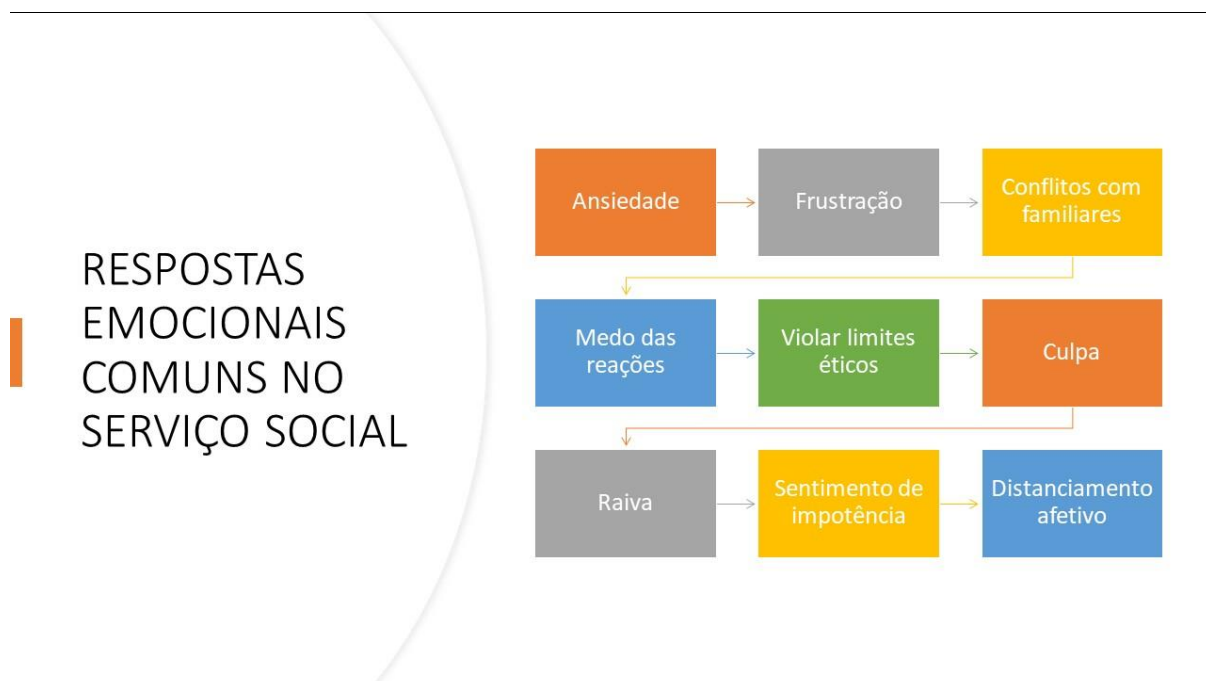 RESPOSTAS
EMOCIONAIS
COMUNS NO
SERVIÇO SOCIAL
Ansiedade
Frustração
Conflitos com
familiares
Medo das
reações
Violar limites
éticos
Culpa
Raiva
Sentimento de
impotência
Distanciamento
afetivo